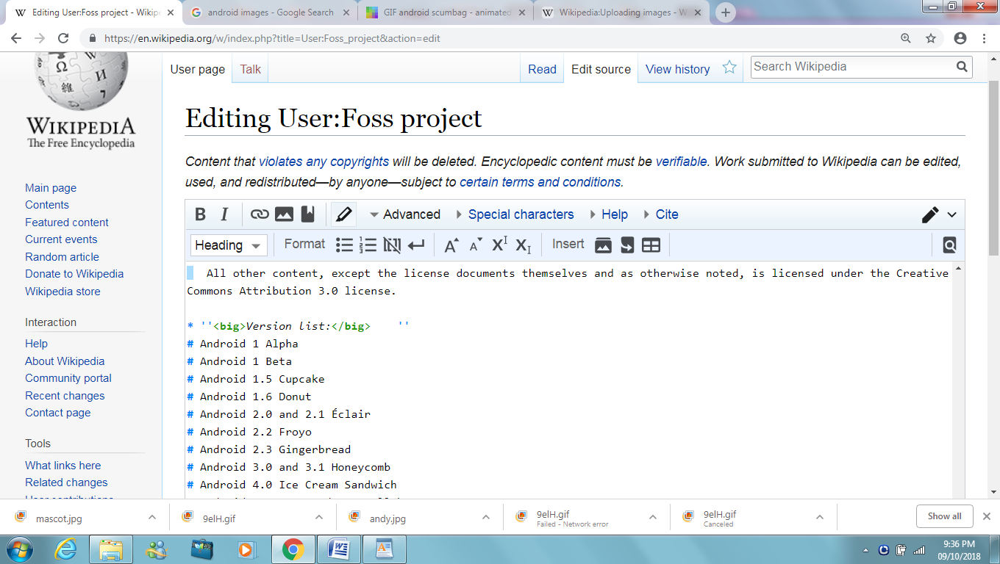 Editing User:Foss project - Wikip
android images - Google Search
GIF android scumbag - animated
Wikipedia:Uploading images - W
https://en.wikipedia.org/w/index.php?title=User:Foss_project&action=edit
WIKIPEDIA
The Free Encyclopedia
Main page
Contents
Featured content
Current events
Random article
Donate to Wikipedia
Wikipedia store
Interaction
Help
About Wikipedia
Community portal
Recent changes
Contact page
Tools
What links here
Related changes
User page
Talk
Read
Edit source
View history
Search Wikipedia
Editing User:Foss project
Content that violates any copyrights will be deleted. Encyclopedic content must be verifiable. Work submitted to Wikipedia can be edited,
used, and redistributed—by anyone—subject to certain terms and conditions.
B I Advanced Special characters Help Cite
Heading Format Insert
All other content, except the license documents themselves and as otherwise noted, is licensed under the Creative
Commons Attribution 3.0 license.
* ''<big>Version list:</big> ''
# Android 1 Alpha
# Android 1 Beta
# Android 1.5 Cupcake
# Android 1.6 Donut
# Android 2.0 and 2.1 Éclair
# Android 2.2 Froyo
# Android 2.3 Gingerbread
# Android 3.0 and 3.1 Honeycomb
# Android 4.0 Ice Cream Sandwich
mascot.jpg
9elH.gif
andy.jpg
9elH.gif
Failed - Network error
9elH.gif
Canceled
Show all
9:36 PM
09/10/2018